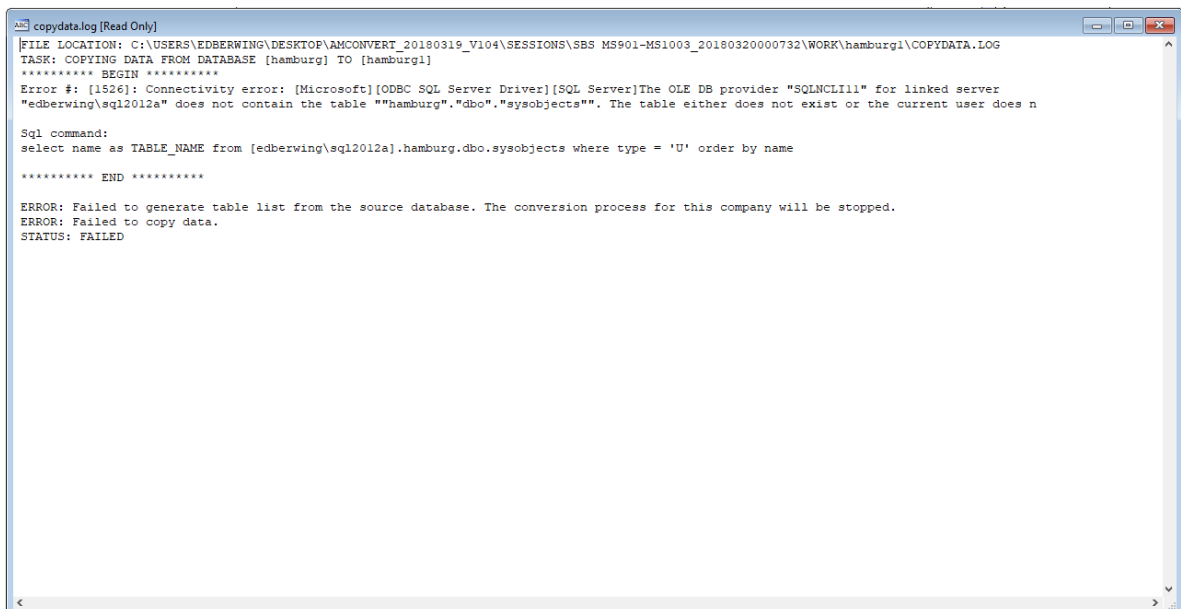 copydata.log [Read Only]
FILE LOCATION: C:\USERS\EDBERWING\DESKTOP\AMCONVERT_20180319_V104\SESSIONS\SBS MS901-MS1003_20180320000732\WORK\hamburg1\COPYDATA.LOG
TASK: COPYING DATA FROM DATABASE [hamburg] TO [hamburg1]
********** BEGIN **********
Error #: [1526]: Connectivity error: [Microsoft][ODBC SQL Server Driver][SQL Server]The OLE DB provider "SQLNCLI11" for linked server
"edberwing\sql2012a" does not contain the table ""hamburg"."dbo"."sysobjects"". The table either does not exist or the current user does n
Sql command:
select name as TABLE_NAME from [edberwing\sql2012a].hamburg.dbo.sysobjects where type = 'U' order by name
********** END **********
ERROR: Failed to generate table list from the source database. The conversion process for this company will be stopped.
ERROR: Failed to copy data.
STATUS: FAILED